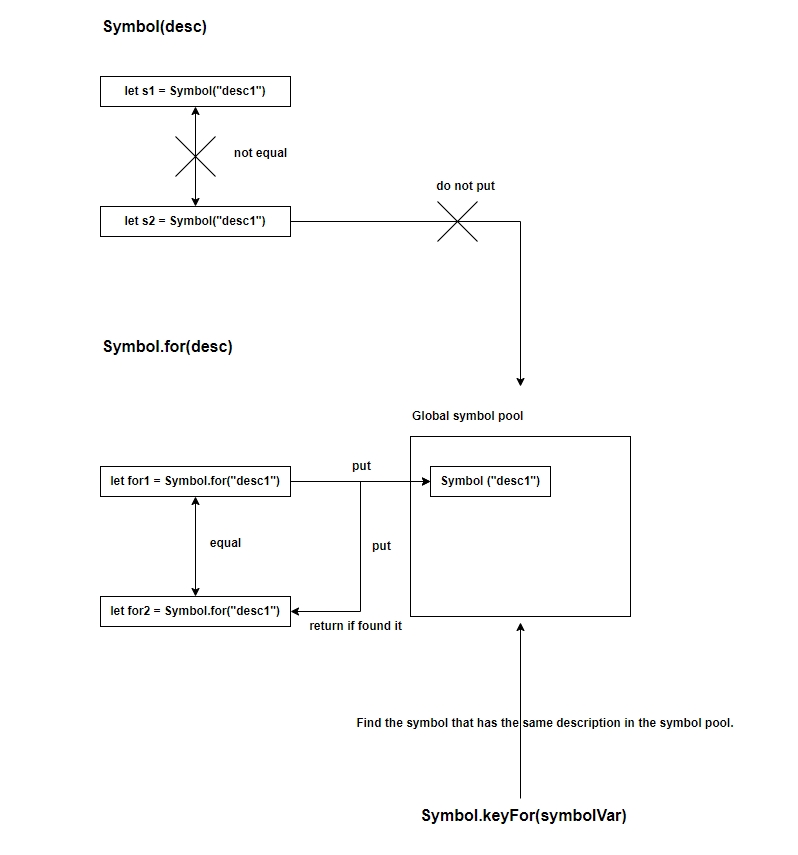 Symbol(desc)
let s1 = Symbol("desc1")
not equal
do not put
let s2 = Symbol("desc1")
Symbol.for(desc)
Global symbol pool
put
let for1 = Symbol.for("desc1")
Symbol ("desc1")
equal
put
let for2 = Symbol.for("desc1")
return if found it
Find the symbol that has the same description in the symbol pool.
Symbol.keyFor(symbolVar)